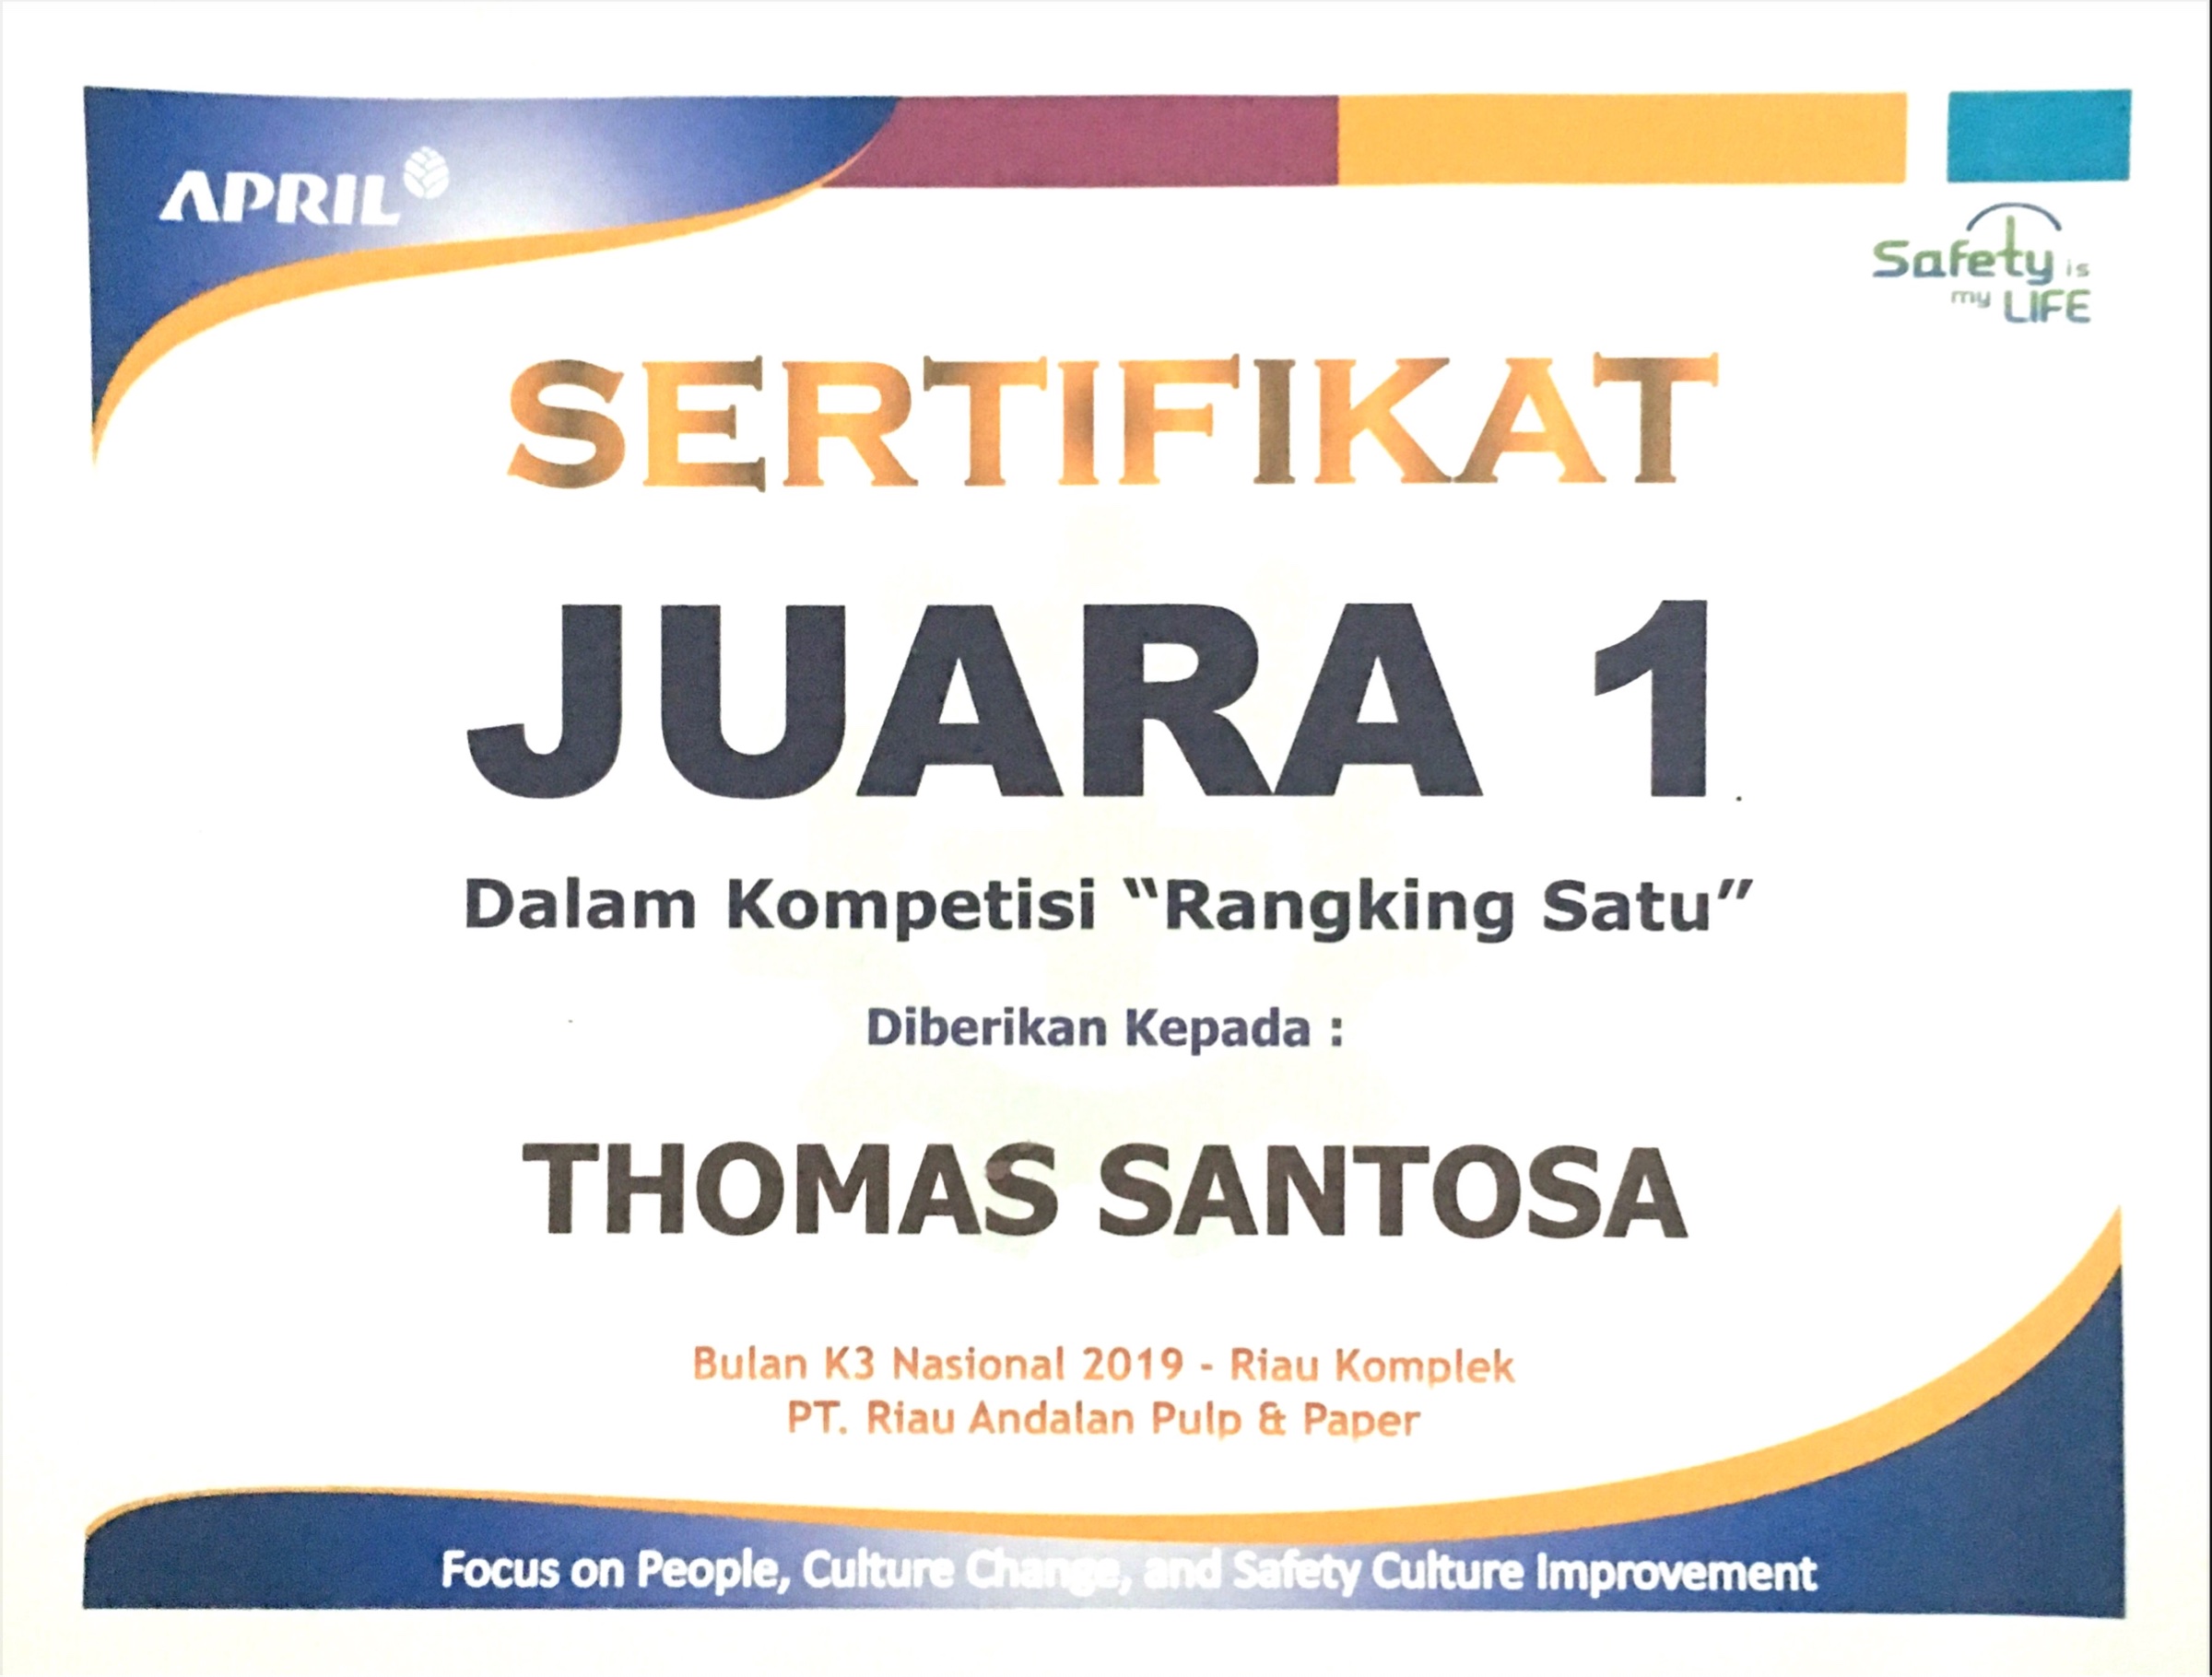 APRIL
Safety is
my LIFE
SERTIFIKAT
JUARA 1
Dalam Kompetisi “Rangking Satu”
Diberikan Kepada :
THOMAS SANTOSA
Bulan K3 Nasional 2019 - Riau Komplek
PT. Riau Andalan Pulp & Paper
Focus on People, Culture Change, and Safety Culture Improvement